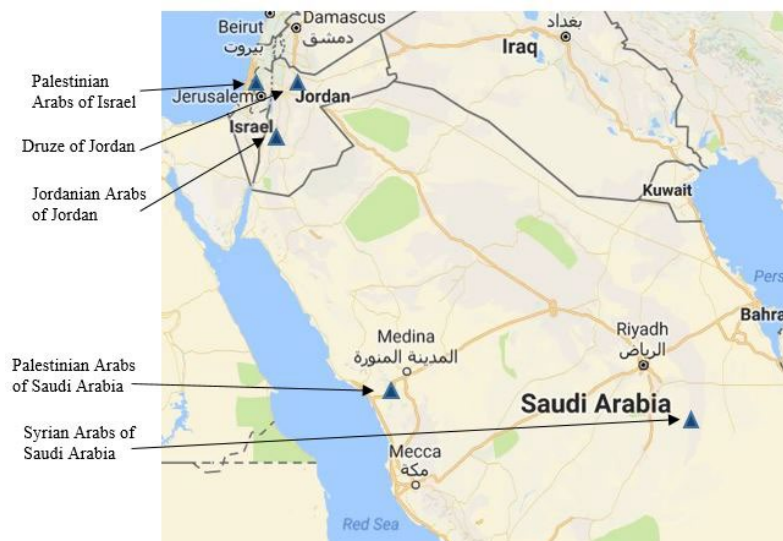 Beirut
بيروت
Damascus
دمشق
Iraq
بغداد
Palestinian
Arabs of Israel
Jerusalem
Jordan
Israel
Druze of Jordan
Jordanian Arabs
of Jordan
Kuwait
Pers
Bahra
Medina
المدينة المنورة
Riyadh
الرياض
Palestinian Arabs
of Saudi Arabia
Saudi Arabia
Syrian Arabs of
Saudi Arabia
Mecca
مكة
Red Sea